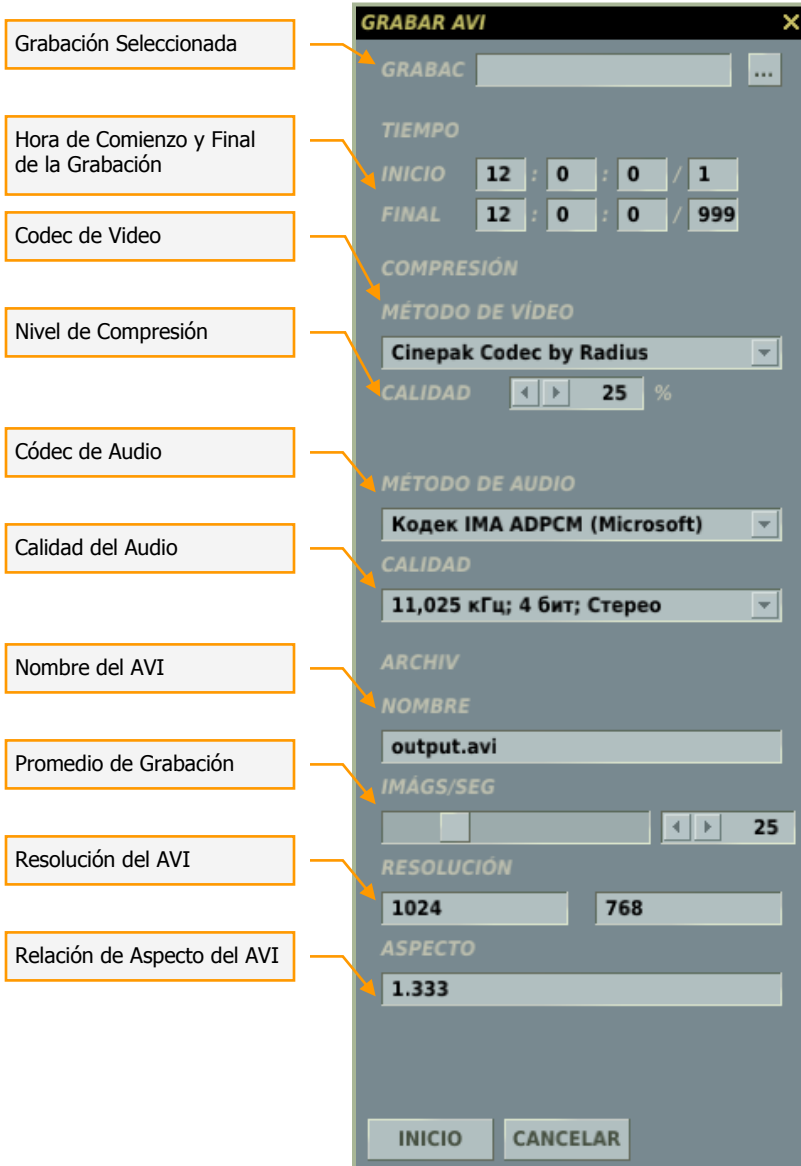 GRABAR AVI
Grabación Seleccionada
GRABAC ...
Hora de Comienzo y Final
de la Grabación
TIEMPO
INICIO 12 : 0 : 0 / 1
FINAL 12 : 0 : 0 / 999
Codec de Video
COMPRESIÓN
MÉTODO DE VÍDEO
Nivel de Compresión
Cinepak Codec by Radius
CALIDAD 25 %
Códec de Audio
MÉTODO DE AUDIO
Кодек IMA ADPCM (Microsoft)
Calidad del Audio
CALIDAD
11,025 кГц; 4 бит; Стерео
Nombre del AVI
ARCHIV
NOMBRE
output.avi
Promedio de Grabación
IMÁGS/SEG
25
Resolución del AVI
RESOLUCIÓN
1024 768
Relación de Aspecto del AVI
ASPECTO
1.333
INICIO CANCELAR